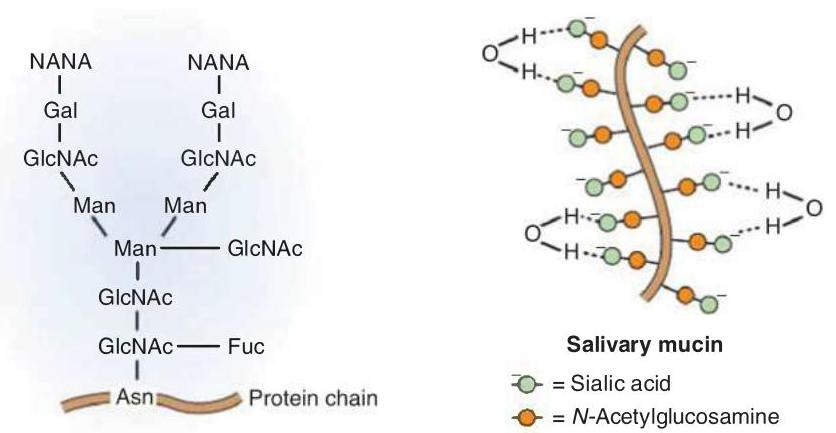 NANA NANA
Gal Gal
GlcNAc GlcNAc
Man Man
Man GlcNAc
GlcNAc
GlcNAc Fuc
Asn Protein chain
H
O
H
H
O
H
H
O
H
H
O
H
Salivary mucin
= Sialic acid
= N-Acetylglucosamine